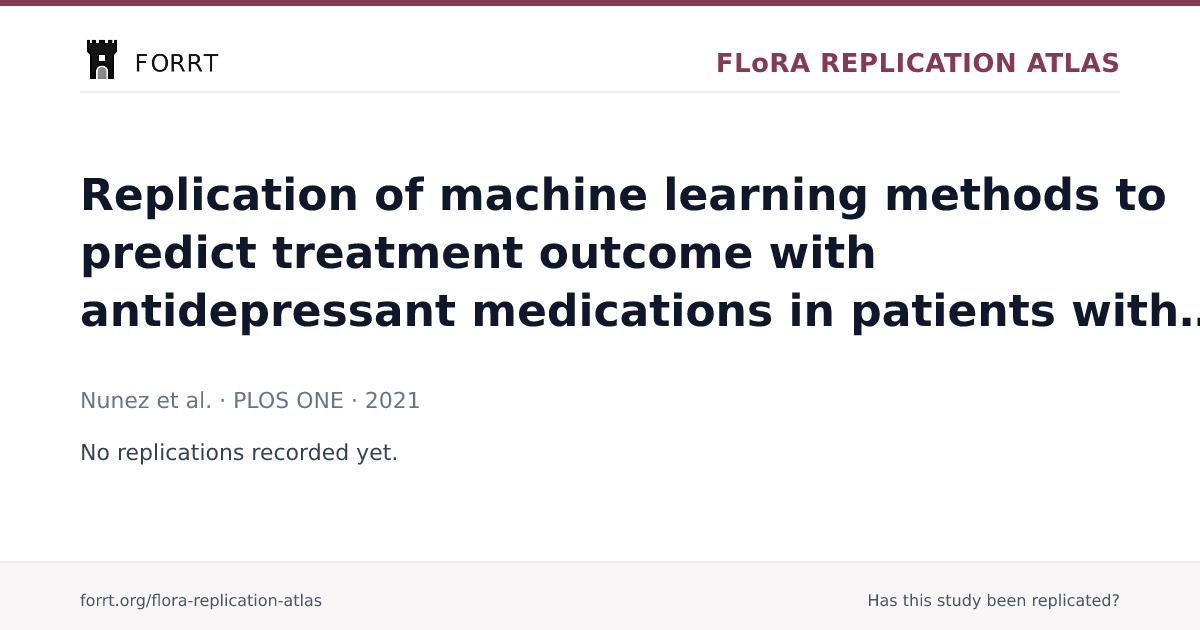 FORRT
FLoRA REPLICATION ATLAS
Replication of machine learning methods to
predict treatment outcome with
antidepressant medications in patients with…
Nunez et al. · PLOS ONE · 2021
No replications recorded yet.
forrt.org/flora-replication-atlas
Has this study been replicated?